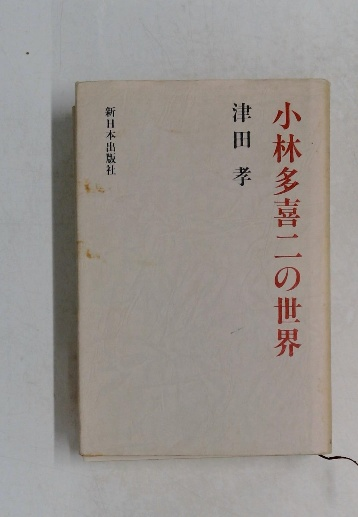 小林多喜二の世界
津田 孝
新日本出版社